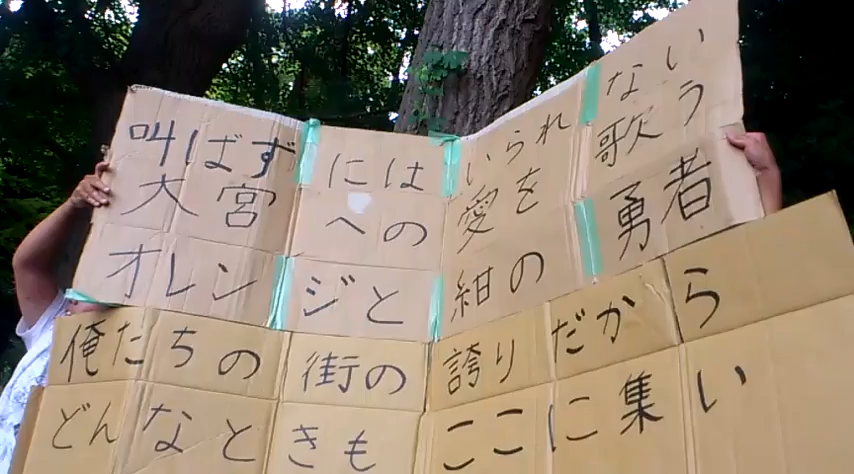 叫ばずにはいられない
大宮への愛を歌う
オレンジと紺の勇者
俺たちの街の誇りだから
どんなときもここに集い